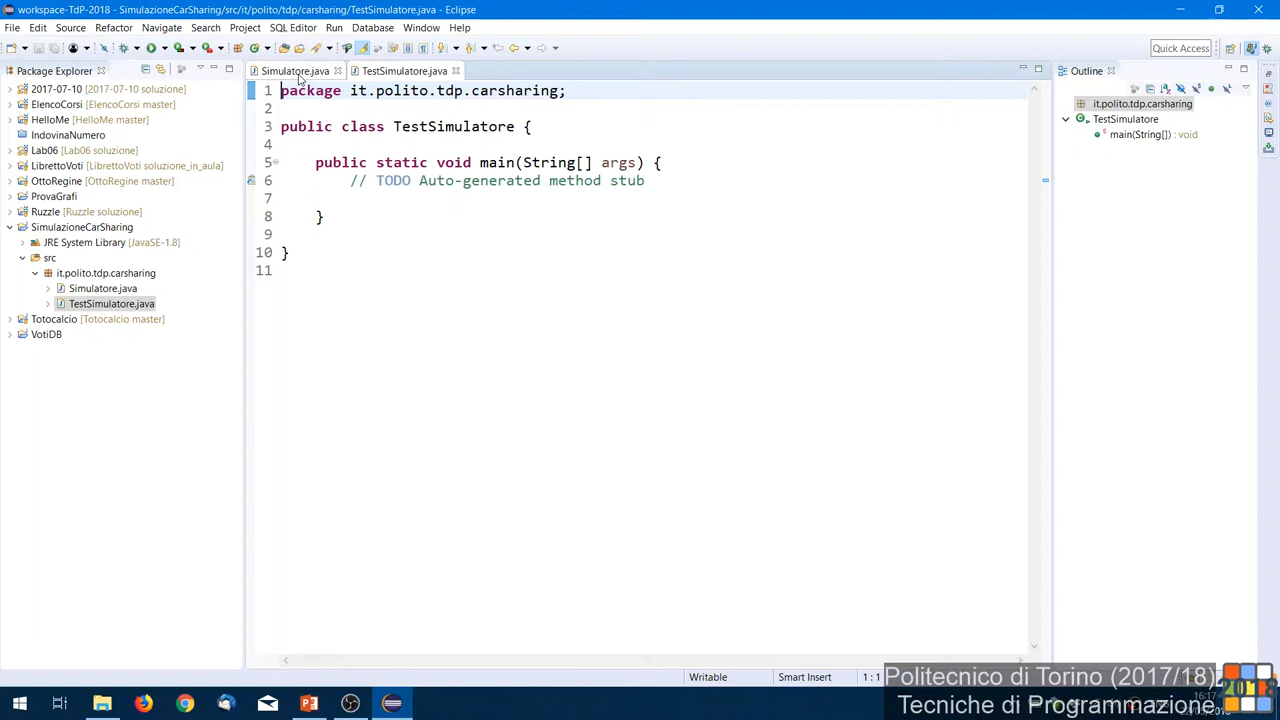 workspace-TdP-2018 - SimulazioneCarSharing/src/it/polito/tdp/carsharing/TestSimulatore.java - Eclipse
File Edit Source Refactor Navigate Search Project SQL Editor Run Database Window Help
Quick Access
Package Explorer
Simulatore.java
TestSimulatore.java
Outline
2017-07-10 (2017-07-10 soluzione)
ElencoCorsi [ElencoCorsi master]
HelloMe [HelloMe master]
IndovinaNumero
Lab06 [Lab06 soluzione]
LibrettoVoti [LibrettoVoti soluzione_in_aula]
OttoRegine [OttoRegine master]
ProvaGrafi
Ruzzle [Ruzzle soluzione]
SimulazioneCarSharing
JRE System Library [JavaSE-1.8]
src
it.polito.tdp.carsharing
Simulatore.java
TestSimulatore.java
Totocalcio [Totocalcio master]
VotiDB
1 package it.polito.tdp.carsharing;
2
3 public class TestSimulatore {
4
5 public static void main(String[] args) {
6 // TODO Auto-generated method stub
7
8 }
9
10 }
11
it.polito.tdp.carsharing
TestSimulatore
main(String[]) : void
Writable
Smart Insert
1 : 1
Politecnico di Torino (2017/18)
Tecniche di Programmazione
2018
16:17